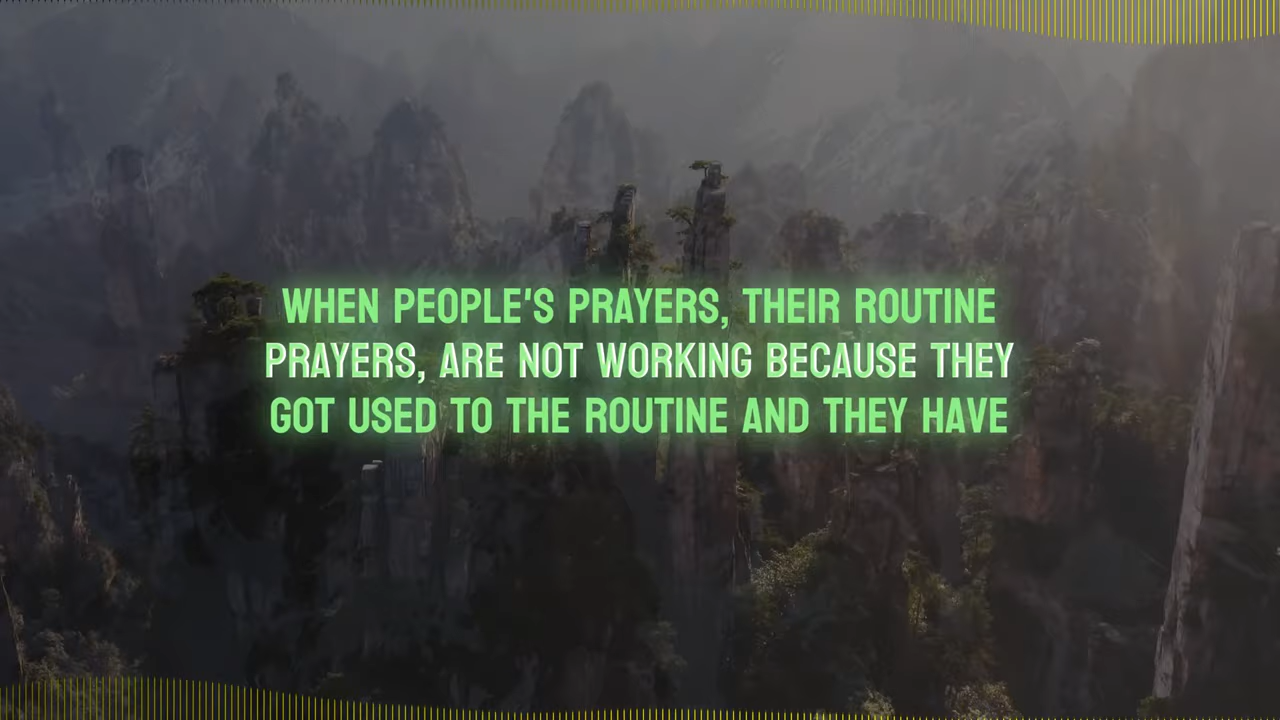 WHEN PEOPLE'S PRAYERS, THEIR ROUTINE
PRAYERS, ARE NOT WORKING BECAUSE THEY
GOT USED TO THE ROUTINE AND THEY HAVE